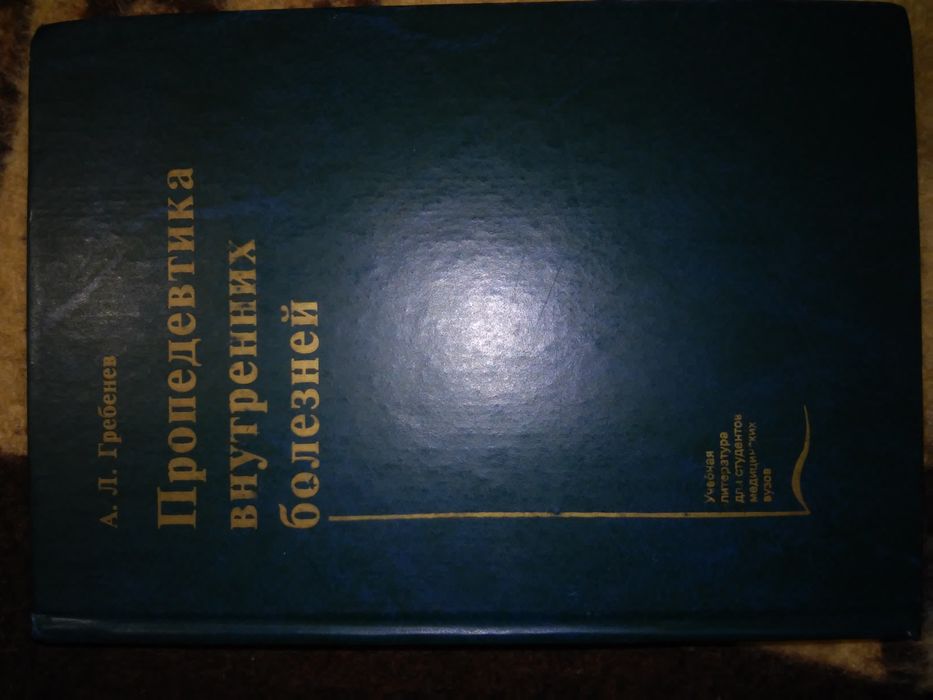 А. Л. Гребенев
Пропедевтика
внутренних
болезней
Учебная
литература
для студентов
медицинских
вузов